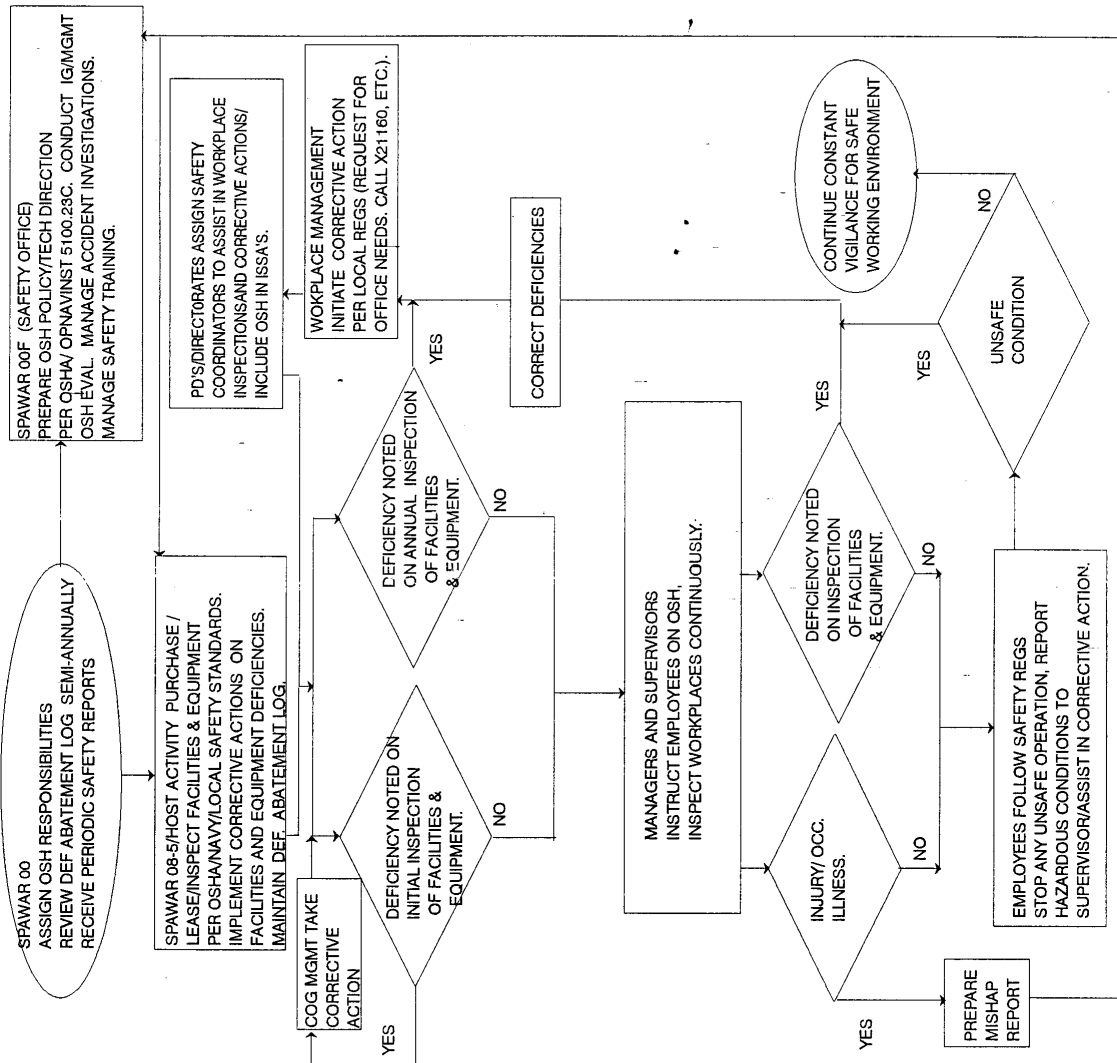 SPAWAR 00
ASSIGN OSH RESPONSIBILITIES
REVIEW DEF ABATEMENT LOG SEMI-ANNUALLY
RECEIVE PERIODIC SAFETY REPORTS
SPAWAR 00F (SAFETY OFFICE)
PREPARE OSH POLICY/TECH DIRECTION
PER OSHA/ OPNAVINST 5100.23C. CONDUCT IG/MGMT
OSH EVAL. MANAGE ACCIDENT INVESTIGATIONS.
MANAGE SAFETY TRAINING.
SPAWAR 08-5/HOST ACTIVITY PURCHASE /
LEASE/INSPECT FACILITIES & EQUIPMENT
PER OSHA/NAVY/LOCAL SAFETY STANDARDS.
IMPLEMENT CORRECTIVE ACTIONS ON
FACILITIES AND EQUIPMENT DEFICIENCIES.
MAINTAIN DEF. ABATEMENT LOG.
PD'S/DIRECTORATES ASSIGN SAFETY
COORDINATORS TO ASSIST IN WORKPLACE
INSPECTIONSAND CORRECTIVE ACTIONS/
INCLUDE OSH IN ISSA'S.
COG MGMT TAKE
CORRECTIVE
ACTION
YES
DEFICIENCY NOTED ON
INITIAL INSPECTION
OF FACILITIES &
EQUIPMENT.
NO
DEFICIENCY NOTED
ON ANNUAL INSPECTION
OF FACILITIES
& EQUIPMENT.
NO
YES
WORKPLACE MANAGEMENT
INITIATE CORRECTIVE ACTION
PER LOCAL REGS (REQUEST FOR
OFFICE NEEDS. CALL X21160, ETC.).
CORRECT DEFICIENCIES
MANAGERS AND SUPERVISORS
INSTRUCT EMPLOYEES ON OSH,
INSPECT WORKPLACES CONTINUOUSLY.
INJURY/ OCC.
ILLNESS.
YES
NO
DEFICIENCY NOTED
ON INSPECTION
OF FACILITIES
& EQUIPMENT.
YES
NO
PREPARE
MISHAP
REPORT
EMPLOYEES FOLLOW SAFETY REGS
STOP ANY UNSAFE OPERATION, REPORT
HAZARDOUS CONDITIONS TO
SUPERVISOR/ASSIST IN CORRECTIVE ACTION.
UNSAFE
CONDITION
YES
NO
CONTINUE CONSTANT
VIGILANCE FOR SAFE
WORKING ENVIRONMENT